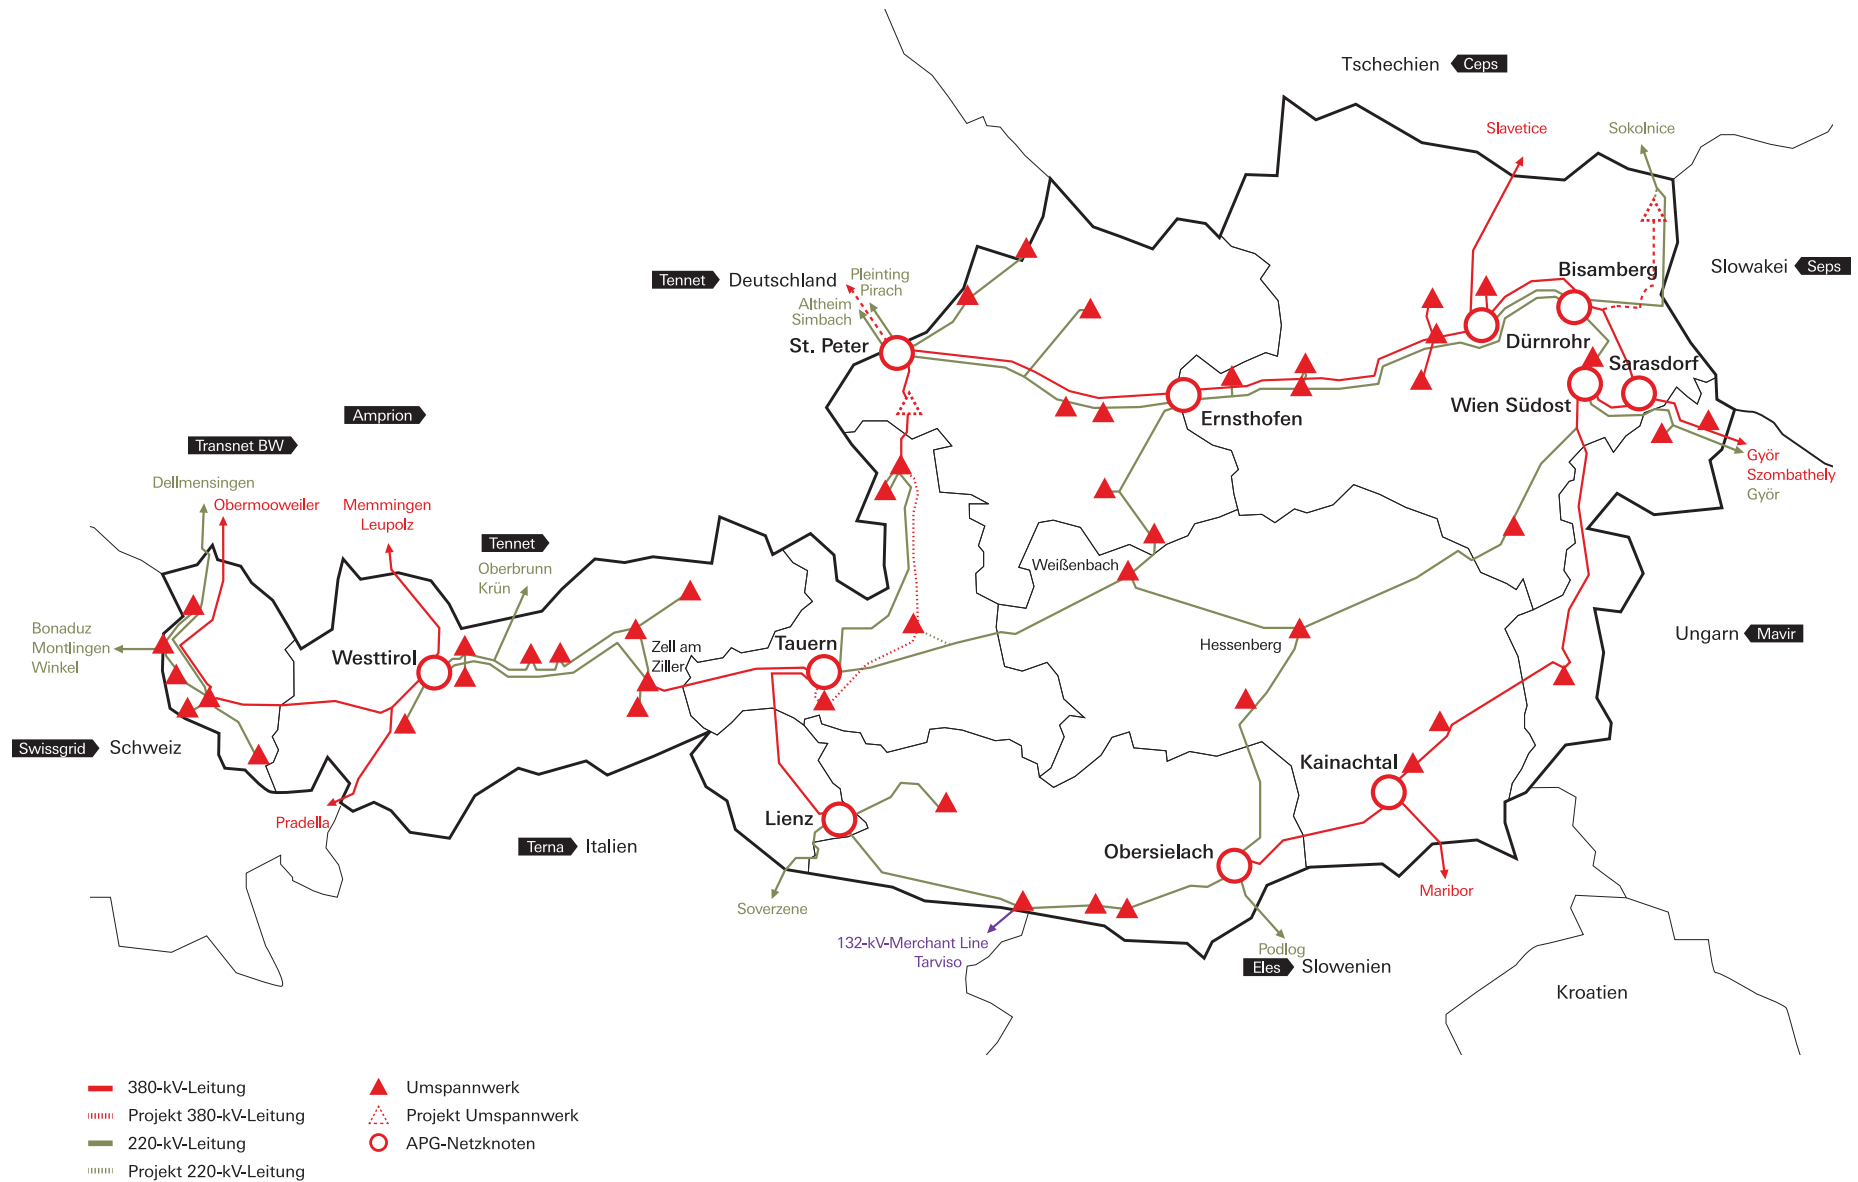 Tschechien
Ceps
Slavetice
Sokolnice
Slowakei
Seps
Bisamberg
Tennet
Deutschland
Pleinting
Pirach
Altheim
Simbach
St. Peter
Dürnrohr
Sarasdorf
Wien Südost
Ernsthofen
Amprion
Transnet BW
Dellmensingen
Obermooweiler
Memmingen
Leupolz
Györ
Szombathely
Györ
Tennet
Oberbrunn
Krün
Weißenbach
Bonaduz
Montlingen
Winkel
Westtirol
Zell am
Ziller
Tauern
Hessenberg
Ungarn
Mavir
Swissgrid
Schweiz
Kainachtal
Pradella
Lienz
Terna
Italien
Obersielach
Maribor
Soverzene
132-kV-Merchant Line
Tarviso
Podlog
Eles
Slowenien
Kroatien
380-kV-Leitung
Projekt 380-kV-Leitung
220-kV-Leitung
Projekt 220-kV-Leitung
Umspannwerk
Projekt Umspannwerk
APG-Netzknoten